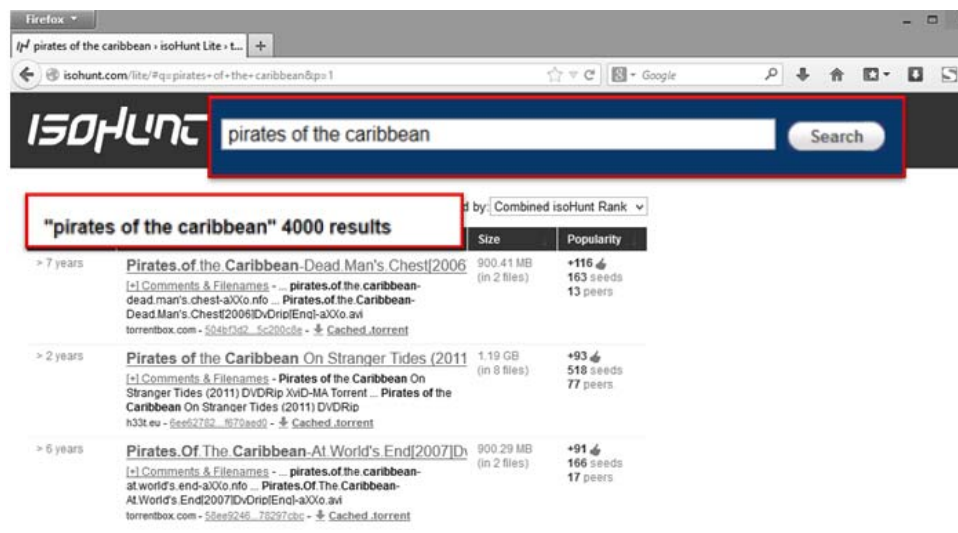 Firefox
pirates of the caribbean › isoHunt Lite › t...
isohunt.com/lite/#q=pirates+of+the+caribbean&p=1
Google
isoHunt
pirates of the caribbean
Search
"pirates of the caribbean" 4000 results
d by: Combined isoHunt Rank
Size
Popularity
> 7 years
Pirates.of.the.Caribbean-Dead.Man's.Chest[2006
900.41 MB
+116
[+] Comments & Filenames - ... pirates.of.the.caribbean-
(in 2 files)
163 seeds
dead.man's.chest-aXXo.nfo ... Pirates.of.the.Caribbean-
13 peers
Dead.Man's.Chest[2006]DvDrip[Eng]-aXXo.avi
torrentbox.com - 504bf3d2...5c200c8e - Cached .torrent
> 2 years
Pirates of the Caribbean On Stranger Tides (2011
1.19 GB
+93
[+] Comments & Filenames - Pirates of the Caribbean On
(in 8 files)
518 seeds
Stranger Tides (2011) DVDRip XviD-MA Torrent ... Pirates of the
77 peers
Caribbean On Stranger Tides (2011) DVDRip
h33t.eu - 6ee62782...f670aed0 - Cached .torrent
> 6 years
Pirates.Of.The.Caribbean-At.World's.End[2007]Dv
900.29 MB
+91
[+] Comments & Filenames - ... pirates.of.the.caribbean-
(in 2 files)
166 seeds
at.world's.end-aXXo.nfo ... Pirates.Of.The.Caribbean-
17 peers
At.World's.End[2007]DvDrip[Eng]-aXXo.avi
torrentbox.com - 58ee9246...78297cbc - Cached .torrent